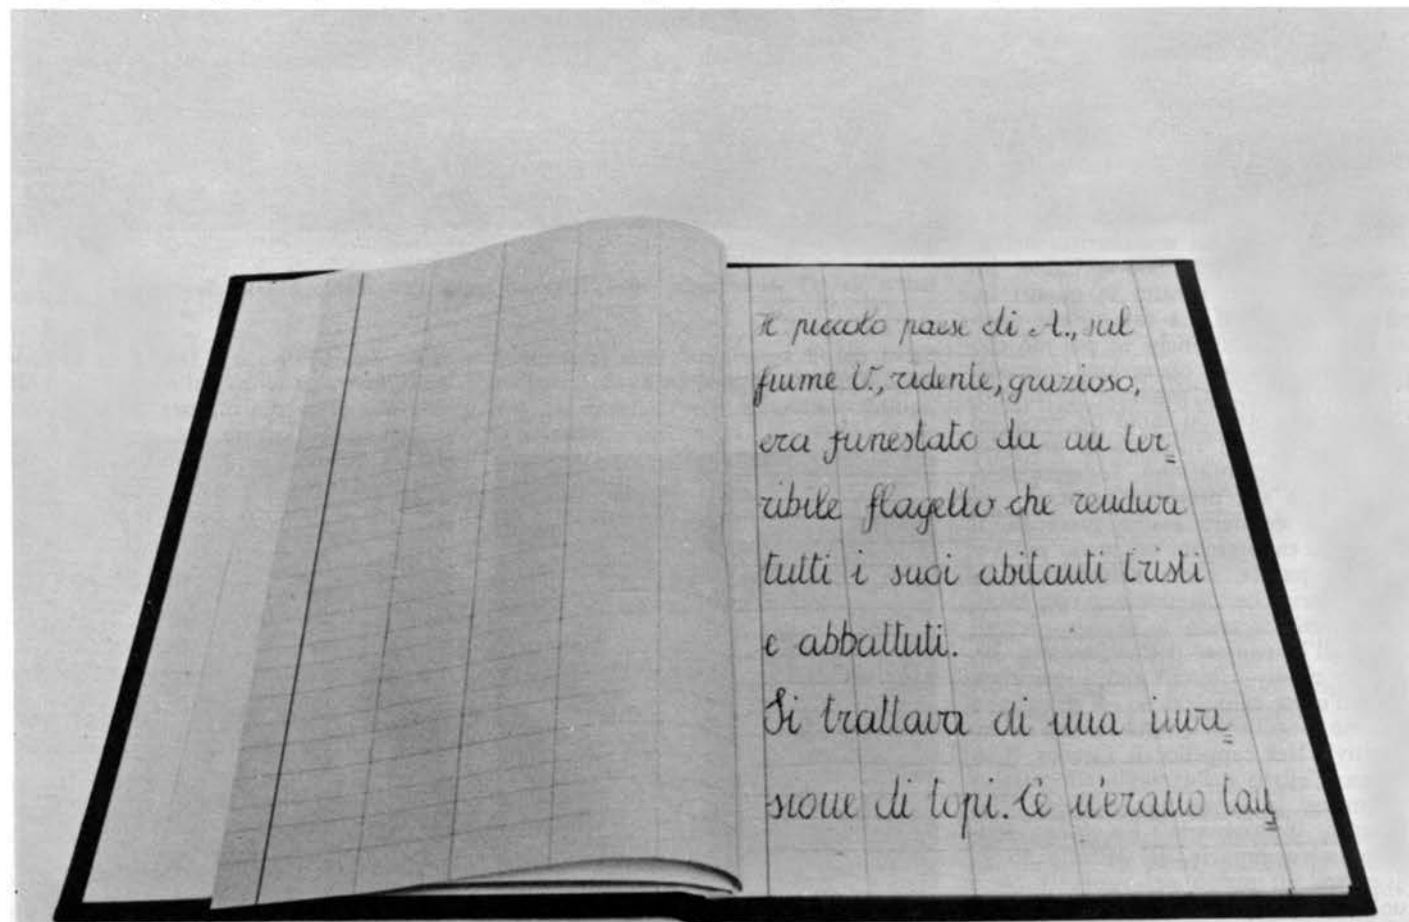 Il piccolo paese di A., sul
fiume U., ridente, grazioso,
era funestato da un ter=
ribile flagello che rendeva
tutti i suoi abitanti tristi
e abbattuti.
Si trattava di una inva=
sione di topi. Ce n'erano tan=